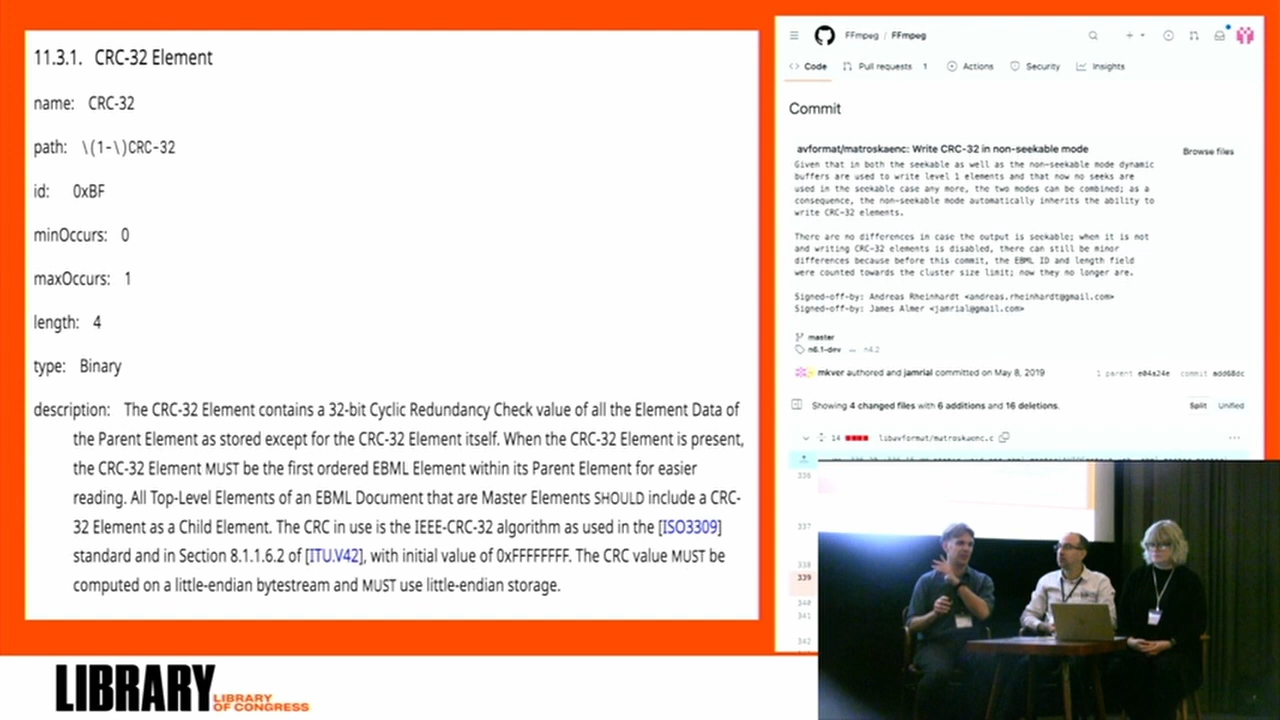 11.3.1. CRC-32 Element
name: CRC-32
path: \(1-\)CRC-32
id: 0xBF
minOccurs: 0
maxOccurs: 1
length: 4
type: Binary
description: The CRC-32 Element contains a 32-bit Cyclic Redundancy Check value of all the Element Data of
the Parent Element as stored except for the CRC-32 Element itself. When the CRC-32 Element is present,
the CRC-32 Element MUST be the first ordered EBML Element within its Parent Element for easier
reading. All Top-Level Elements of an EBML Document that are Master Elements SHOULD include a CRC-
32 Element as a Child Element. The CRC in use is the IEEE-CRC-32 algorithm as used in the [ISO3309]
standard and in Section 8.1.1.6.2 of [ITU.V42], with initial value of 0xFFFFFFFF. The CRC value MUST be
computed on a little-endian bytestream and MUST use little-endian storage.
FFmpeg / FFmpeg
Code Pull requests 1 Actions Security Insights
Commit
avformat/matroskaenc: Write CRC-32 in non-seekable mode
Browse files
Given that in both the seekable as well as the non-seekable mode dynamic
buffers are used to write level 1 elements and that now no seeks are
used in the seekable case any more, the two modes can be combined; as a
consequence, the non-seekable mode automatically inherits the ability to
write CRC-32 elements.
There are no differences in case the output is seekable; when it is not
and writing CRC-32 elements is disabled, there can still be minor
differences because before this commit, the EBML ID and length field
were counted towards the cluster size limit; now they no longer are.
Signed-off-by: Andreas Rheinhardt <andreas.rheinhardt@gmail.com>
Signed-off-by: James Almer <jamrial@gmail.com>
master
n6.1-dev ... n4.2
mkver authored and jamrial committed on May 8, 2019
1 parent e04a24e commit add68dc
Showing 4 changed files with 6 additions and 16 deletions.
Split Unified
14 libavformat/matroskaenc.c
336
337
338
339
340
341
342
LIBRARY
LIBRARY
OF CONGRESS